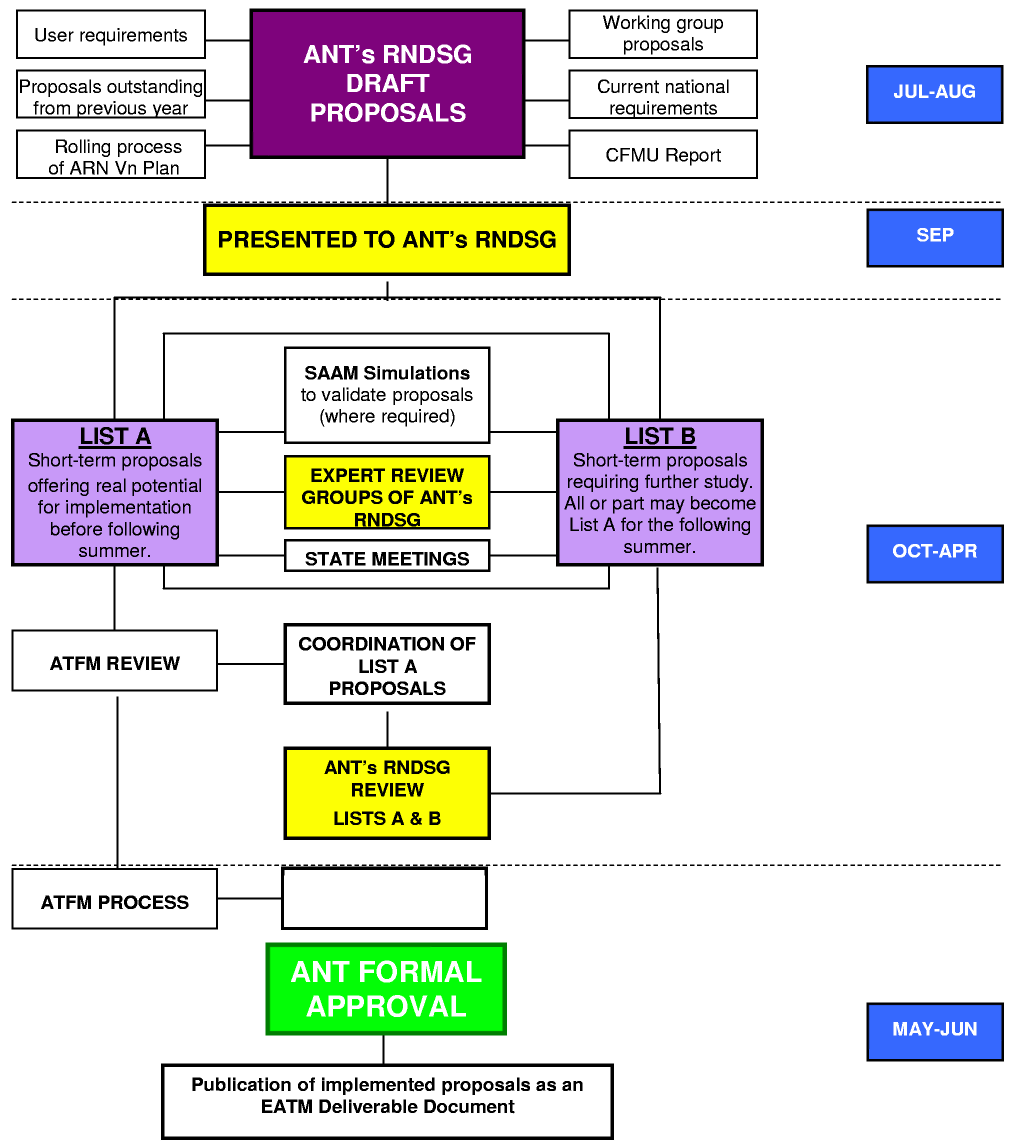 User requirements
Proposals outstanding
from previous year
Rolling process
of ARN Vn Plan
ANT's RNDSG
DRAFT
PROPOSALS
Working group
proposals
Current national
requirements
CFMU Report
JUL-AUG
PRESENTED TO ANT's RNDSG
SEP
SAAM Simulations
to validate proposals
(where required)
LIST A
Short-term proposals
offering real potential
for implementation
before following
summer.
EXPERT REVIEW
GROUPS OF ANT's
RNDSG
STATE MEETINGS
LIST B
Short-term proposals
requiring further study.
All or part may become
List A for the following
summer.
OCT-APR
ATFM REVIEW
COORDINATION OF
LIST A
PROPOSALS
ANT's RNDSG
REVIEW
LISTS A & B
ATFM PROCESS
ANT FORMAL
APPROVAL
MAY-JUN
Publication of implemented proposals as an
EATM Deliverable Document